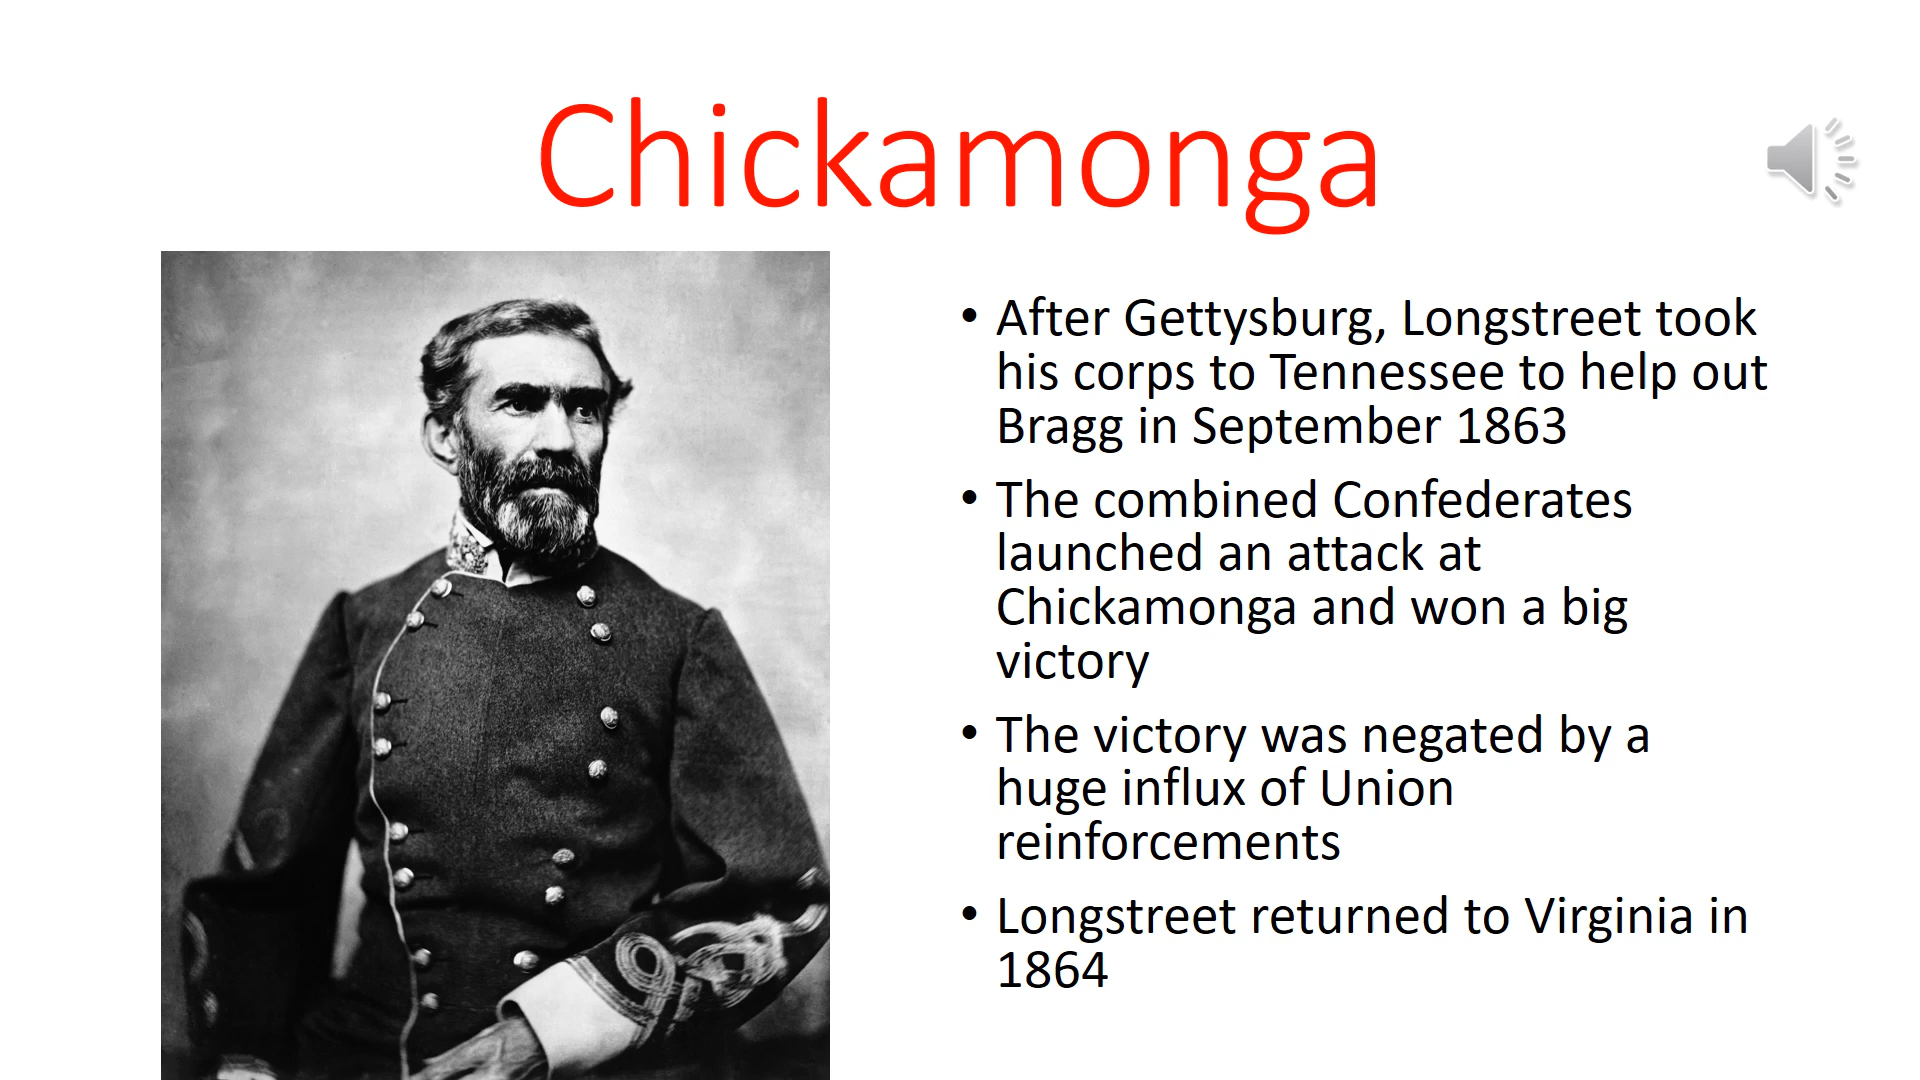 Chickamonga
• After Gettysburg, Longstreet took
his corps to Tennessee to help out
Bragg in September 1863
• The combined Confederates
launched an attack at
Chickamonga and won a big
victory
• The victory was negated by a
huge influx of Union
reinforcements
• Longstreet returned to Virginia in
1864